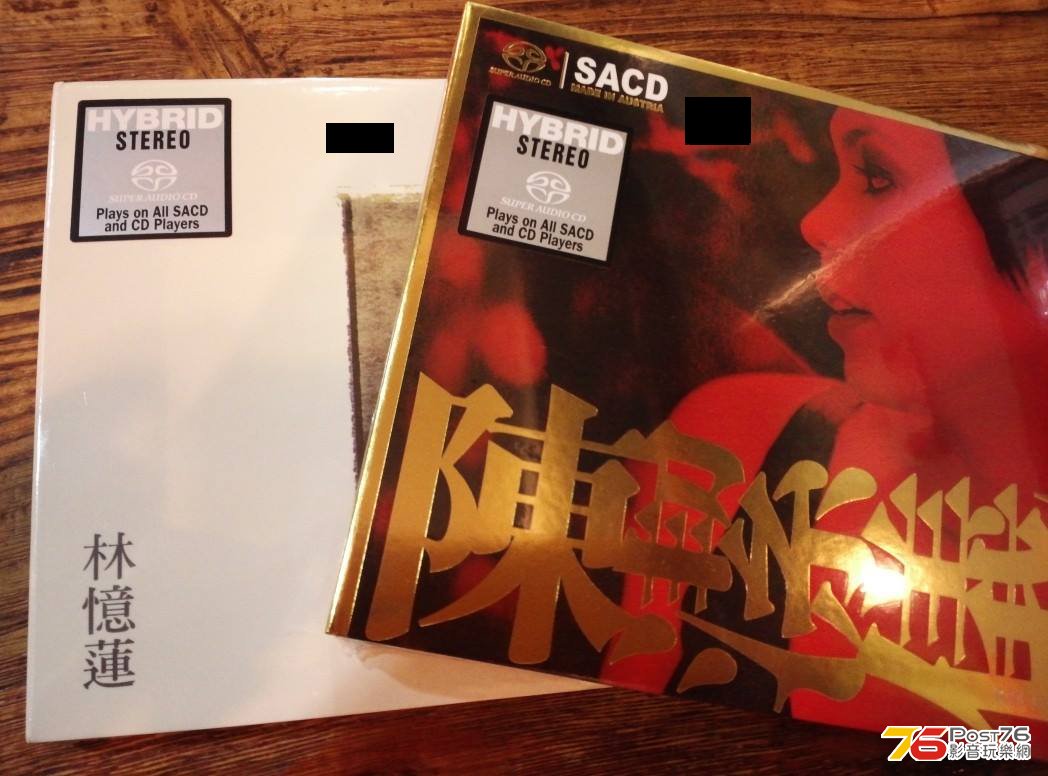 HYBRID
STEREO
SUPER AUDIO CD
Plays on All SACD
and CD Players
林憶蓮
SUPER AUDIO CD
SACD
MADE IN AUSTRIA
HYBRID
STEREO
SUPER AUDIO CD
Plays on All SACD
and CD Players
陳
76 Post76
影音玩樂網